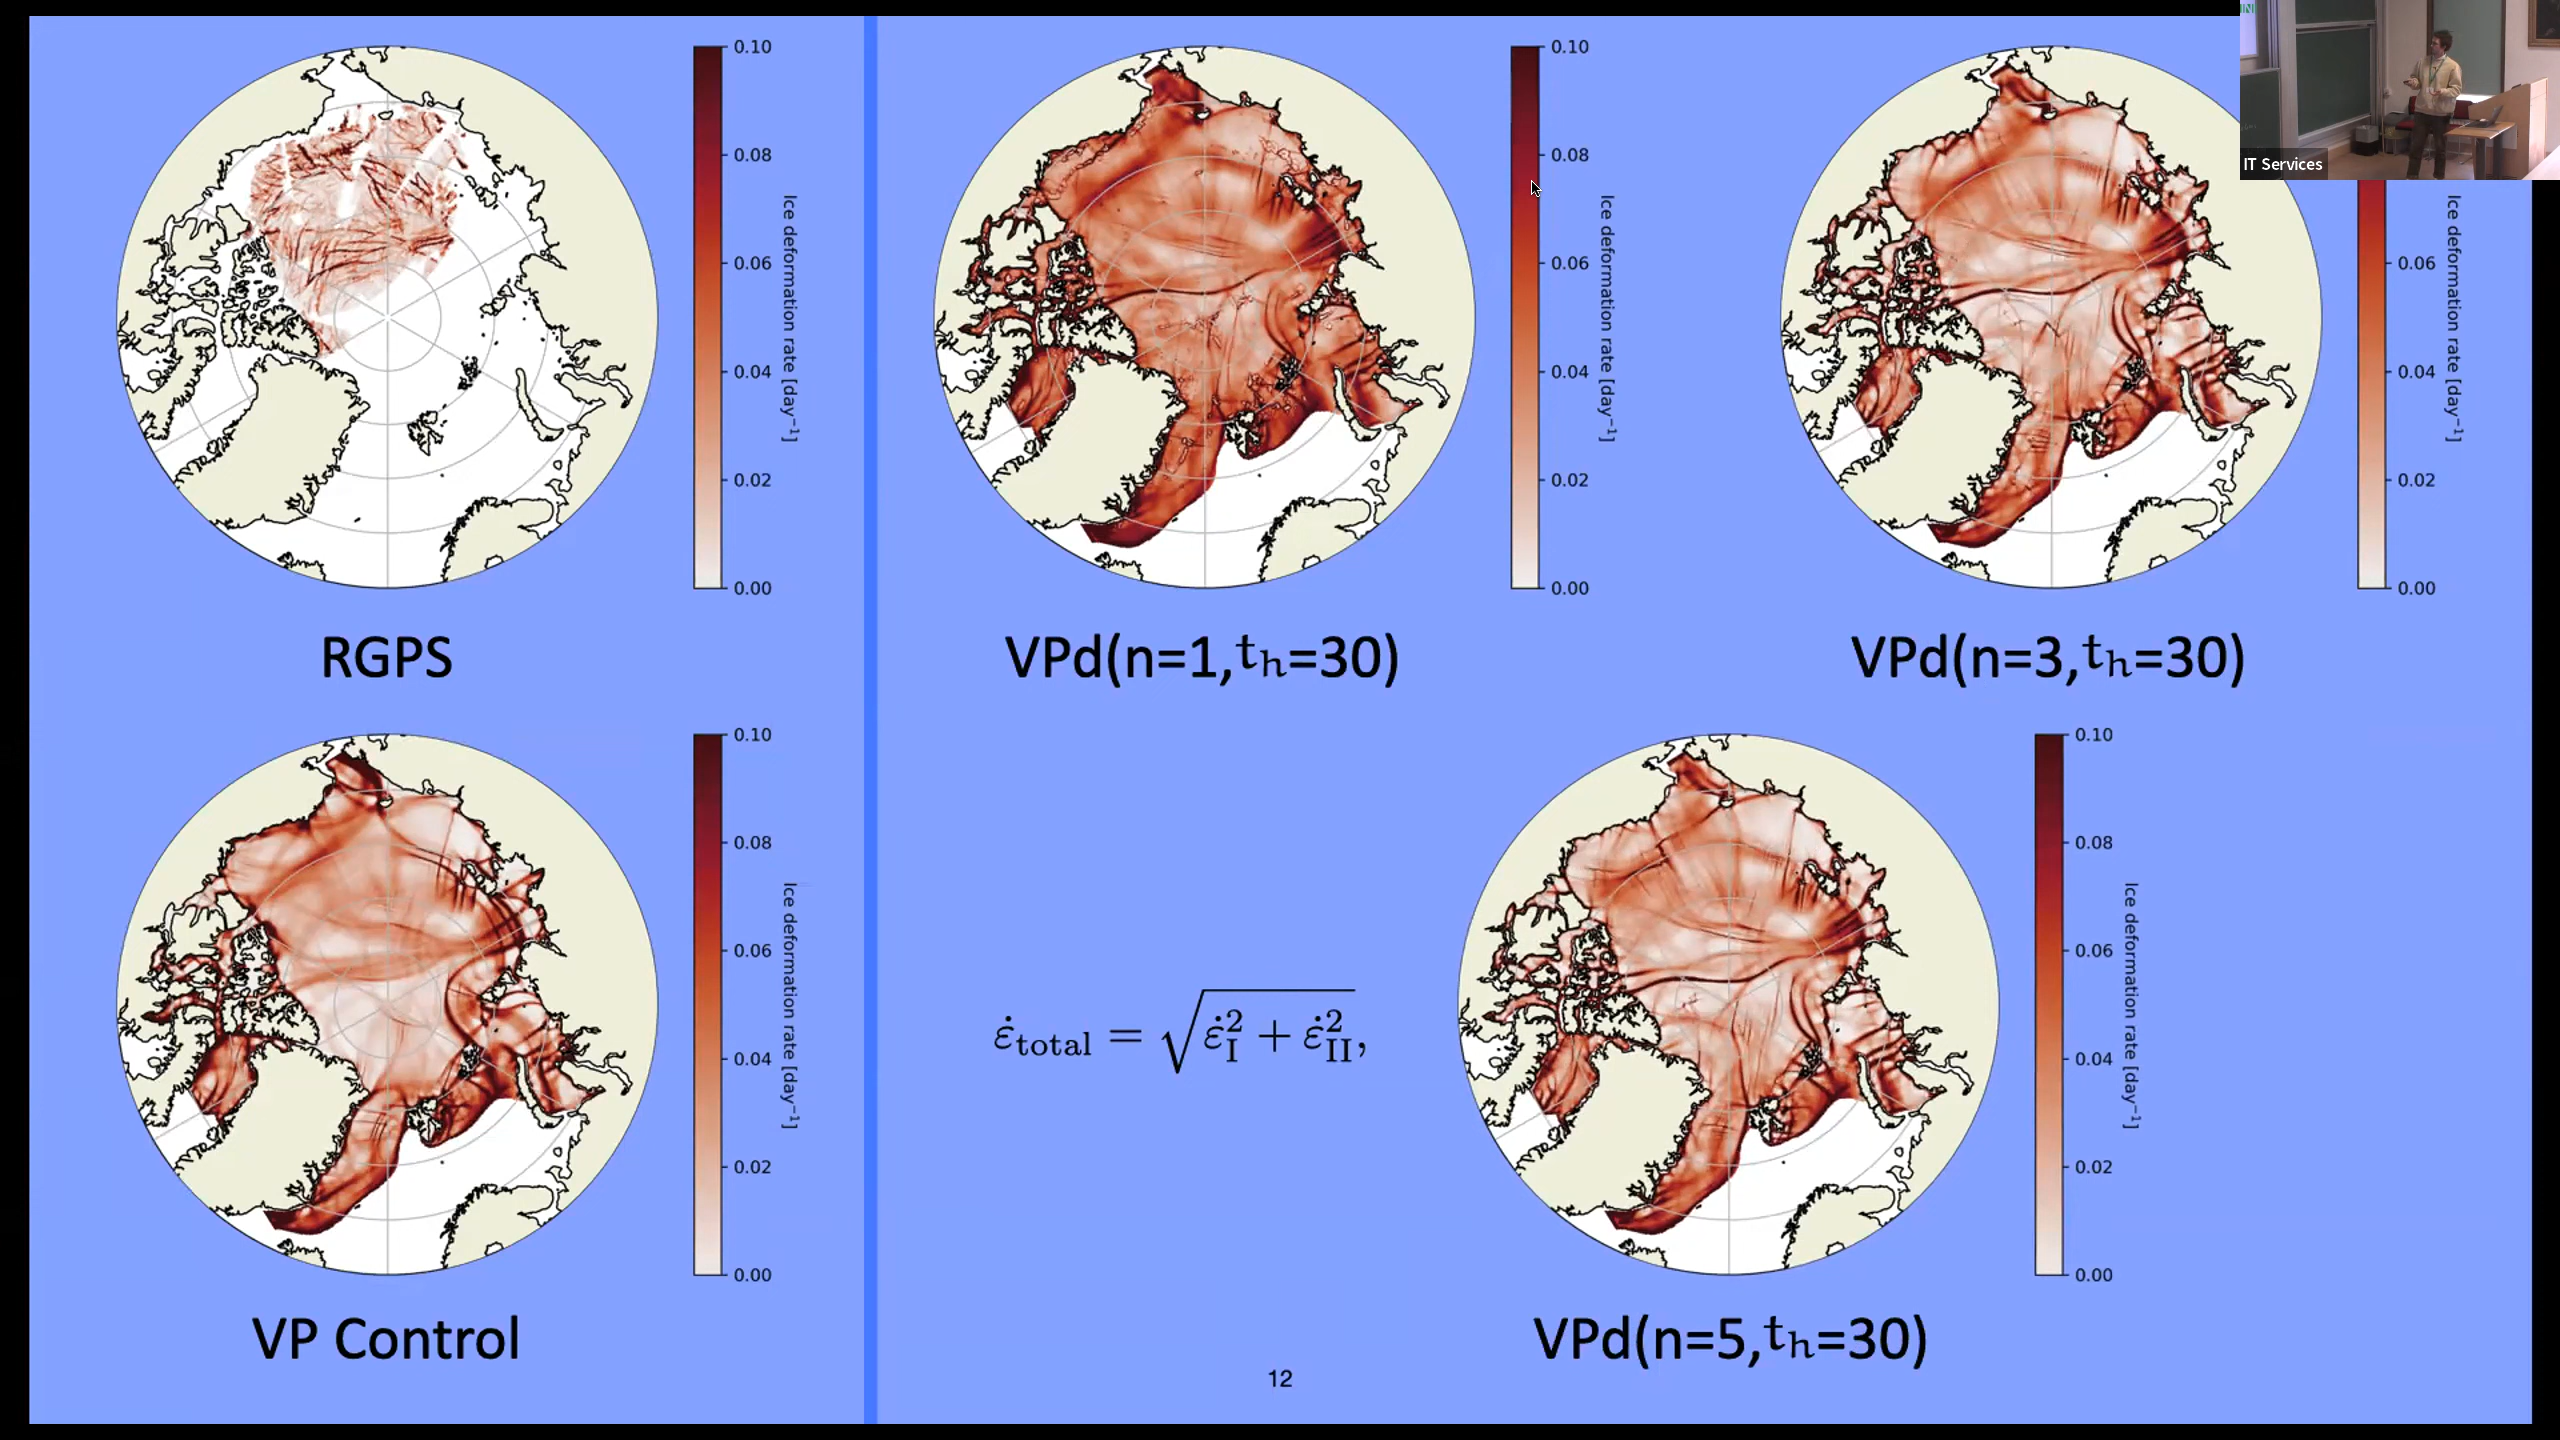 0.10
0.08
0.06
0.04
0.02
0.00
Ice deformation rate [day⁻¹]
RGPS
0.10
0.08
0.06
0.04
0.02
0.00
Ice deformation rate [day⁻¹]
VPd(n=1,tₕ=30)
0.06
0.04
0.02
0.00
Ice deformation rate [day⁻¹]
VPd(n=3,tₕ=30)
IT Services
0.10
0.08
0.06
0.04
0.02
0.00
Ice deformation rate [day⁻¹]
VP Control
ε̇_total = √(ε̇_I² + ε̇_II²),
0.10
0.08
0.06
0.04
0.02
0.00
Ice deformation rate [day⁻¹]
VPd(n=5,tₕ=30)
12